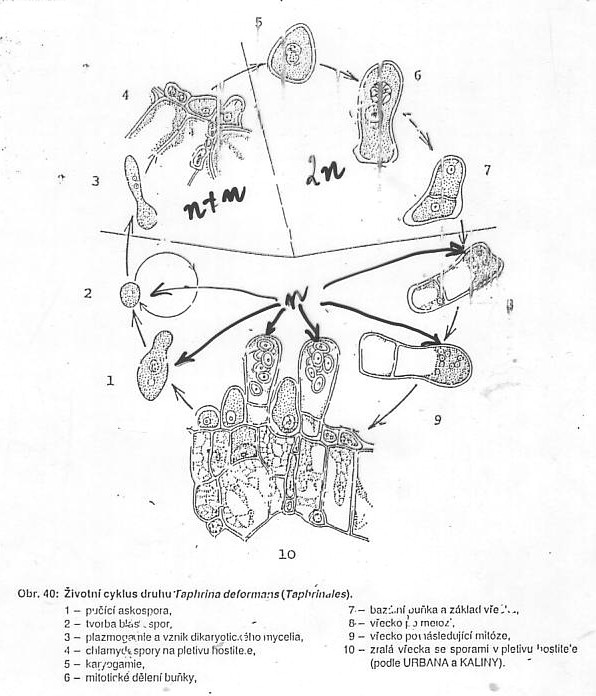 5
4
6
n+n
2n
3
7
2
n
8
1
9
10
Obr. 40: Životní cyklus druhu Taphrina deformans (Taphrinales).
1 – pučící askospora,
2 – tvorba blastospor,
3 – plazmogamie a vznik dikaryotického mycelia,
4 – chlamydospory na pletivu hostitele,
5 – karyogamie,
6 – mitotické dělení buňky,
7 – bazální buňka a základ
8 – vřecko po meióze,
9 – vřecko po následující mitóze,
10 – zralá vřecka se sporami v pletivu hostitele
(podle URBANA a KALINY).